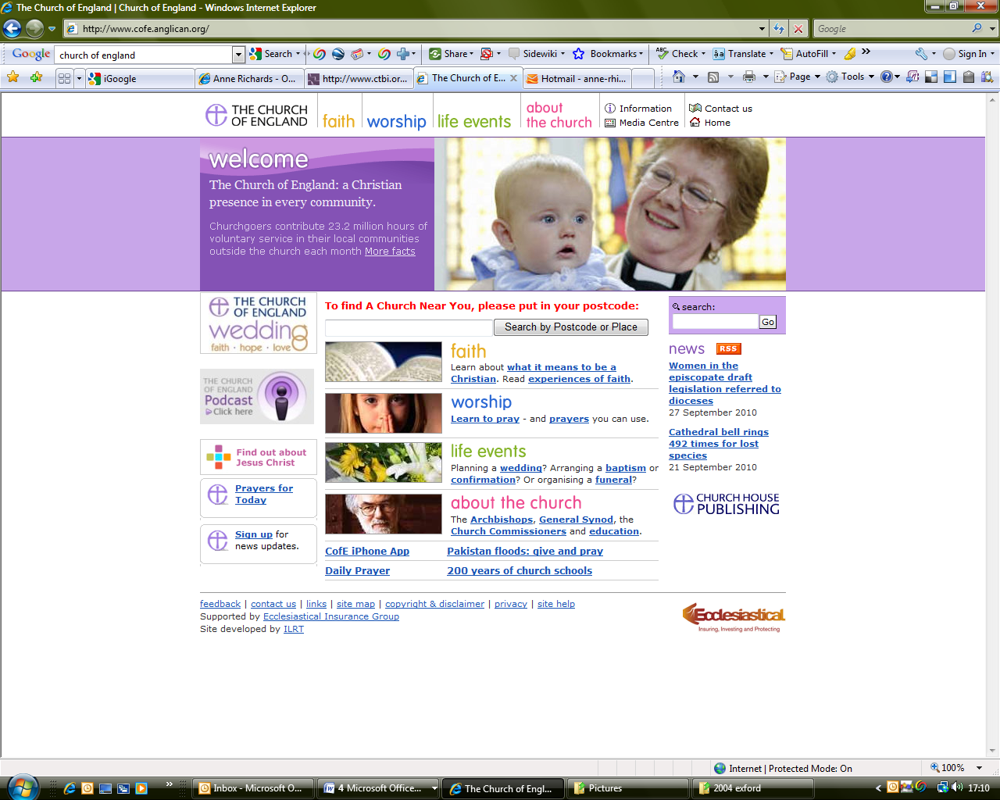 The Church of England | Church of England - Windows Internet Explorer
http://www.cofe.anglican.org/
Google
Google church of england Search Share Sidewiki Bookmarks ABC Check Translate AutoFill Sign In
iGoogle Anne Richards - O... http://www.ctbi.or... The Church of E... Hotmail - anne-rhi... Page Tools
THE CHURCH
OF ENGLAND
faith
worship
life events
about
the church
Information
Media Centre
Contact us
Home
welcome
The Church of England: a Christian
presence in every community.
Churchgoers contribute 23.2 million hours of
voluntary service in their local communities
outside the church each month More facts
THE CHURCH
OF ENGLAND
wedding
faith · hope · love
THE CHURCH
OF ENGLAND
Podcast
Click here
Find out about
Jesus Christ
Prayers for
Today
Sign up for
news updates.
To find A Church Near You, please put in your postcode:
Search by Postcode or Place
faith
Learn about what it means to be a
Christian. Read experiences of faith.
worship
Learn to pray - and prayers you can use.
life events
Planning a wedding? Arranging a baptism or
confirmation? Or organising a funeral?
about the church
The Archbishops, General Synod, the
Church Commissioners and education.
CofE iPhone App Pakistan floods: give and pray
Daily Prayer 200 years of church schools
search:
Go
news RSS
Women in the
episcopate draft
legislation referred to
dioceses
27 September 2010
Cathedral bell rings
492 times for lost
species
21 September 2010
CHURCH HOUSE
PUBLISHING
feedback | contact us | links | site map | copyright & disclaimer | privacy | site help
Supported by Ecclesiastical Insurance Group
Site developed by ILRT
Ecclesiastical
Insuring, Investing and Protecting
Internet | Protected Mode: On 100%
Inbox - Microsoft O... 4 Microsoft Office... The Church of Engl... Pictures 2004 exford 17:10